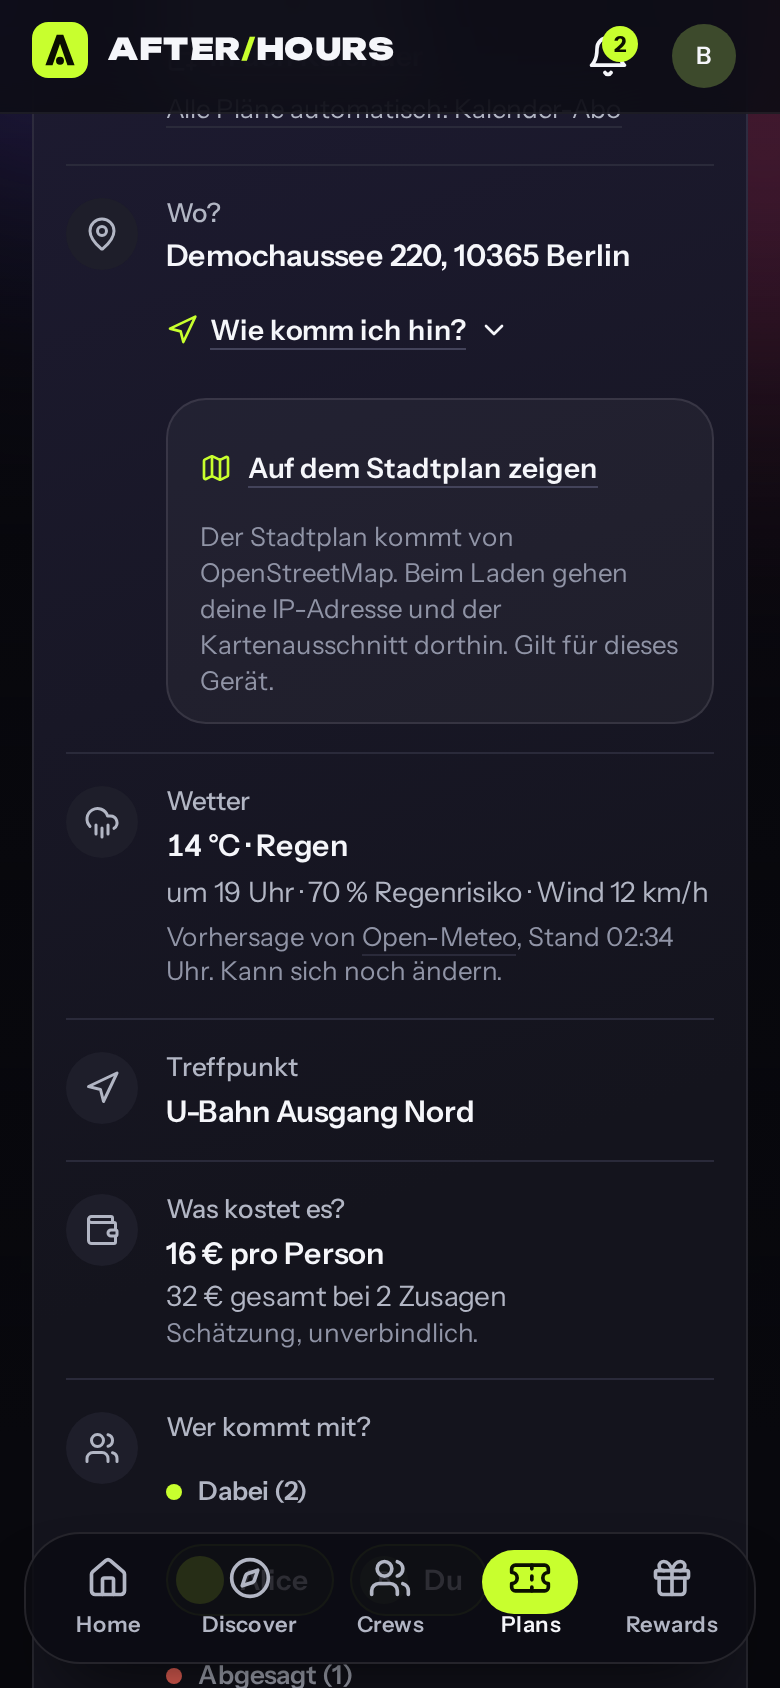 AFTER/HOURS
2
B
Alle Pläne automatisch: Kalender-Abo
Wo?
Demochaussee 220, 10365 Berlin
Wie komm ich hin?
Auf dem Stadtplan zeigen
Der Stadtplan kommt von
OpenStreetMap. Beim Laden gehen
deine IP-Adresse und der
Kartenausschnitt dorthin. Gilt für dieses
Gerät.
Wetter
14 °C · Regen
um 19 Uhr · 70 % Regenrisiko · Wind 12 km/h
Vorhersage von Open-Meteo, Stand 02:34
Uhr. Kann sich noch ändern.
Treffpunkt
U-Bahn Ausgang Nord
Was kostet es?
16 € pro Person
32 € gesamt bei 2 Zusagen
Schätzung, unverbindlich.
Wer kommt mit?
Dabei (2)
Du
Home
Discover
Crews
Plans
Rewards
Abgesagt (1)